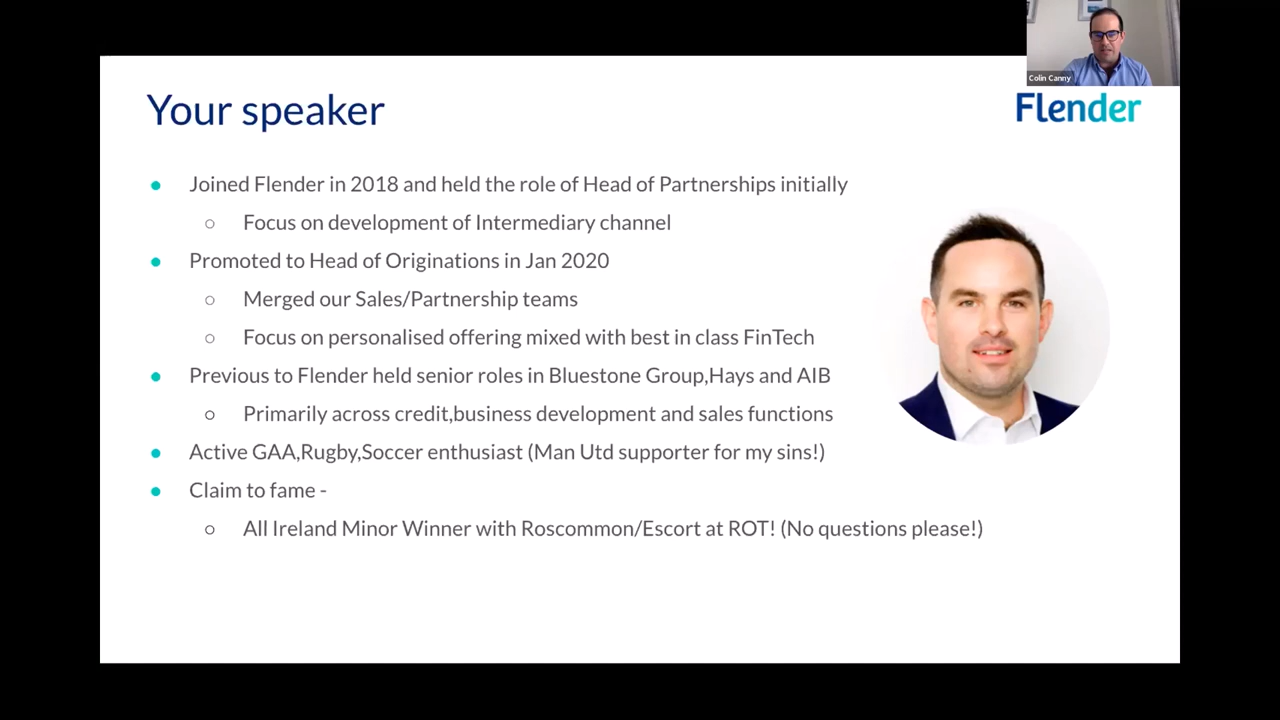 Colin Canny
Your speaker
Flender
● Joined Flender in 2018 and held the role of Head of Partnerships initially
○ Focus on development of Intermediary channel
● Promoted to Head of Originations in Jan 2020
○ Merged our Sales/Partnership teams
○ Focus on personalised offering mixed with best in class FinTech
● Previous to Flender held senior roles in Bluestone Group,Hays and AIB
○ Primarily across credit,business development and sales functions
● Active GAA,Rugby,Soccer enthusiast (Man Utd supporter for my sins!)
● Claim to fame -
○ All Ireland Minor Winner with Roscommon/Escort at ROT! (No questions please!)